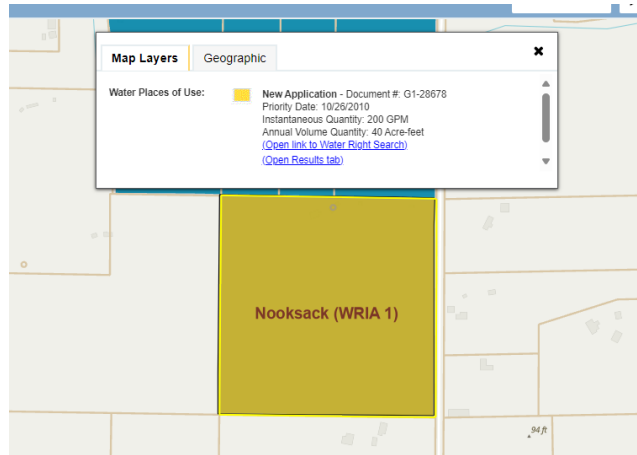 Map Layers
Geographic
Water Places of Use:
New Application - Document #: G1-28678
Priority Date: 10/26/2010
Instantaneous Quantity: 200 GPM
Annual Volume Quantity: 40 Acre-feet
(Open link to Water Right Search)
(Open Results tab)
Nooksack (WRIA 1)
94 ft